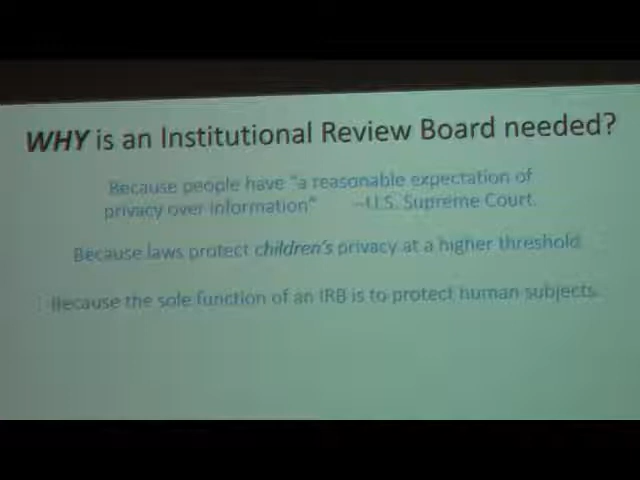 WHY is an Institutional Review Board needed?
Because people have "a reasonable expectation of
privacy over information" --U.S. Supreme Court.
Because laws protect children's privacy at a higher threshold.
Because the sole function of an IRB is to protect human subjects.